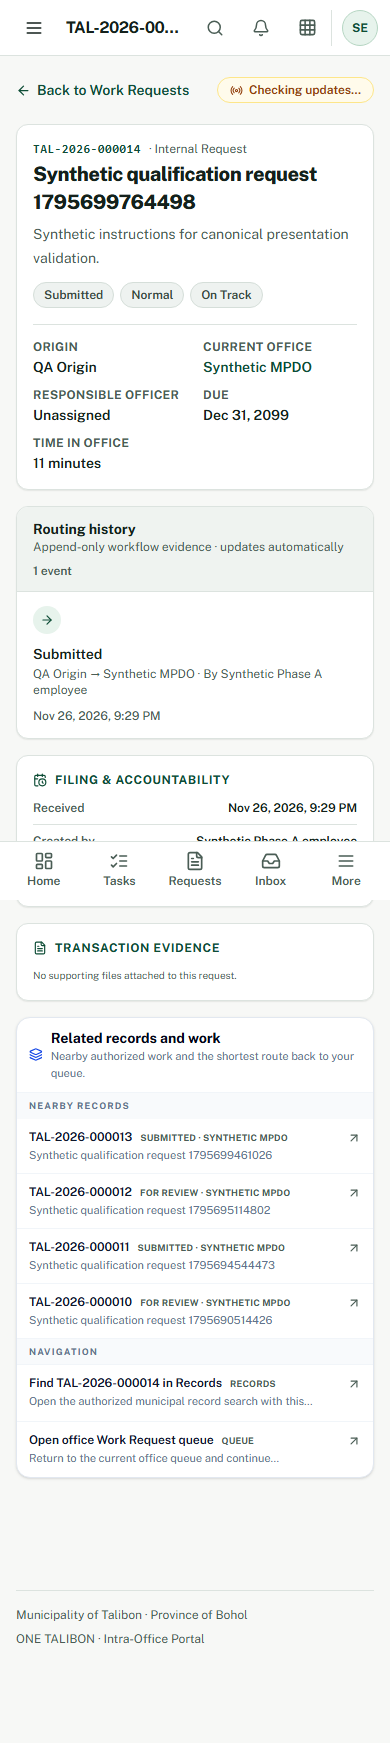 TAL-2026-00...
SE
Back to Work Requests
Checking updates...
TAL-2026-000014 · Internal Request
Synthetic qualification request
1795699764498
Synthetic instructions for canonical presentation
validation.
Submitted
Normal
On Track
ORIGIN
QA Origin
CURRENT OFFICE
Synthetic MPDO
RESPONSIBLE OFFICER
Unassigned
DUE
Dec 31, 2099
TIME IN OFFICE
11 minutes
Routing history
Append-only workflow evidence · updates automatically
1 event
Submitted
QA Origin → Synthetic MPDO · By Synthetic Phase A
employee
Nov 26, 2026, 9:29 PM
FILING & ACCOUNTABILITY
Received Nov 26, 2026, 9:29 PM
Created by Synthetic Phase A employee
Home
Tasks
Requests
Inbox
More
TRANSACTION EVIDENCE
No supporting files attached to this request.
Related records and work
Nearby authorized work and the shortest route back to your
queue.
NEARBY RECORDS
TAL-2026-000013 SUBMITTED · SYNTHETIC MPDO
Synthetic qualification request 1795699461026
TAL-2026-000012 FOR REVIEW · SYNTHETIC MPDO
Synthetic qualification request 1795695114802
TAL-2026-000011 SUBMITTED · SYNTHETIC MPDO
Synthetic qualification request 1795694544473
TAL-2026-000010 FOR REVIEW · SYNTHETIC MPDO
Synthetic qualification request 1795690514426
NAVIGATION
Find TAL-2026-000014 in Records RECORDS
Open the authorized municipal record search with this...
Open office Work Request queue QUEUE
Return to the current office queue and continue...
Municipality of Talibon · Province of Bohol
ONE TALIBON · Intra-Office Portal